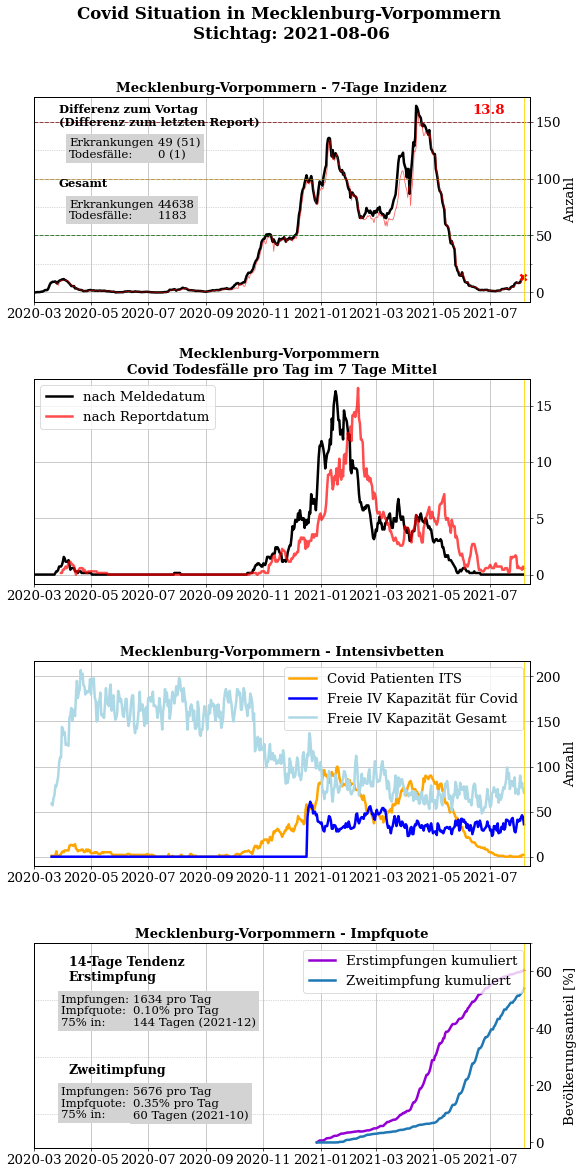 Covid Situation in Mecklenburg-Vorpommern
Stichtag: 2021-08-06
Mecklenburg-Vorpommern - 7-Tage Inzidenz
Differenz zum Vortag
(Differenz zum letzten Report)
Erkrankungen 49 (51)
Todesfälle: 0 (1)
Gesamt
Erkrankungen 44638
Todesfälle: 1183
13.8
150
100
50
0
Anzahl
2020-03 2020-05 2020-07 2020-09 2020-11 2021-01 2021-03 2021-05 2021-07
Mecklenburg-Vorpommern
Covid Todesfälle pro Tag im 7 Tage Mittel
nach Meldedatum
nach Reportdatum
15
10
5
0
2020-03 2020-05 2020-07 2020-09 2020-11 2021-01 2021-03 2021-05 2021-07
Mecklenburg-Vorpommern - Intensivbetten
Covid Patienten ITS
Freie IV Kapazität für Covid
Freie IV Kapazität Gesamt
200
150
100
50
0
Anzahl
2020-03 2020-05 2020-07 2020-09 2020-11 2021-01 2021-03 2021-05 2021-07
Mecklenburg-Vorpommern - Impfquote
14-Tage Tendenz
Erstimpfung
Impfungen: 1634 pro Tag
Impfquote: 0.10% pro Tag
75% in: 144 Tagen (2021-12)
Zweitimpfung
Impfungen: 5676 pro Tag
Impfquote: 0.35% pro Tag
75% in: 60 Tagen (2021-10)
Erstimpfungen kumuliert
Zweitimpfung kumuliert
60
40
20
0
Bevölkerungsanteil [%]
2020-03 2020-05 2020-07 2020-09 2020-11 2021-01 2021-03 2021-05 2021-07